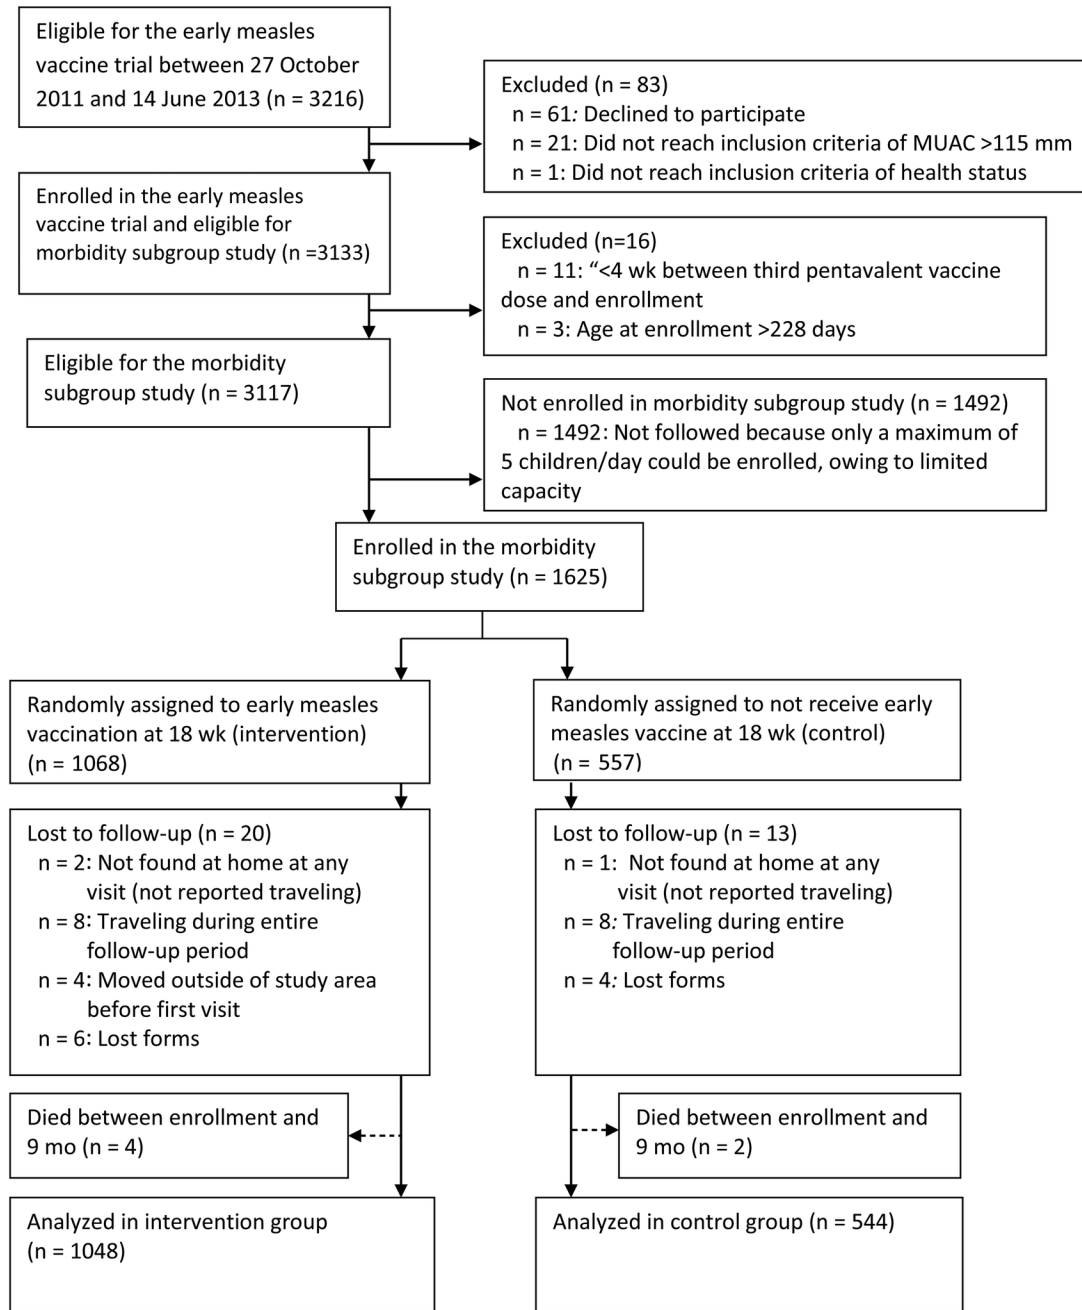 Eligible for the early measles
vaccine trial between 27 October
2011 and 14 June 2013 (n = 3216)
Excluded (n = 83)
n = 61: Declined to participate
n = 21: Did not reach inclusion criteria of MUAC >115 mm
n = 1: Did not reach inclusion criteria of health status
Enrolled in the early measles
vaccine trial and eligible for
morbidity subgroup study (n =3133)
Excluded (n=16)
n = 11: “<4 wk between third pentavalent vaccine
dose and enrollment
n = 3: Age at enrollment >228 days
Eligible for the morbidity
subgroup study (n = 3117)
Not enrolled in morbidity subgroup study (n = 1492)
n = 1492: Not followed because only a maximum of
5 children/day could be enrolled, owing to limited
capacity
Enrolled in the morbidity
subgroup study (n = 1625)
Randomly assigned to early measles
vaccination at 18 wk (intervention)
(n = 1068)
Randomly assigned to not receive early
measles vaccine at 18 wk (control)
(n = 557)
Lost to follow-up (n = 20)
n = 2: Not found at home at any
visit (not reported traveling)
n = 8: Traveling during entire
follow-up period
n = 4: Moved outside of study area
before first visit
n = 6: Lost forms
Lost to follow-up (n = 13)
n = 1: Not found at home at any
visit (not reported traveling)
n = 8: Traveling during entire
follow-up period
n = 4: Lost forms
Died between enrollment and
9 mo (n = 4)
Died between enrollment and
9 mo (n = 2)
Analyzed in intervention group
(n = 1048)
Analyzed in control group (n = 544)